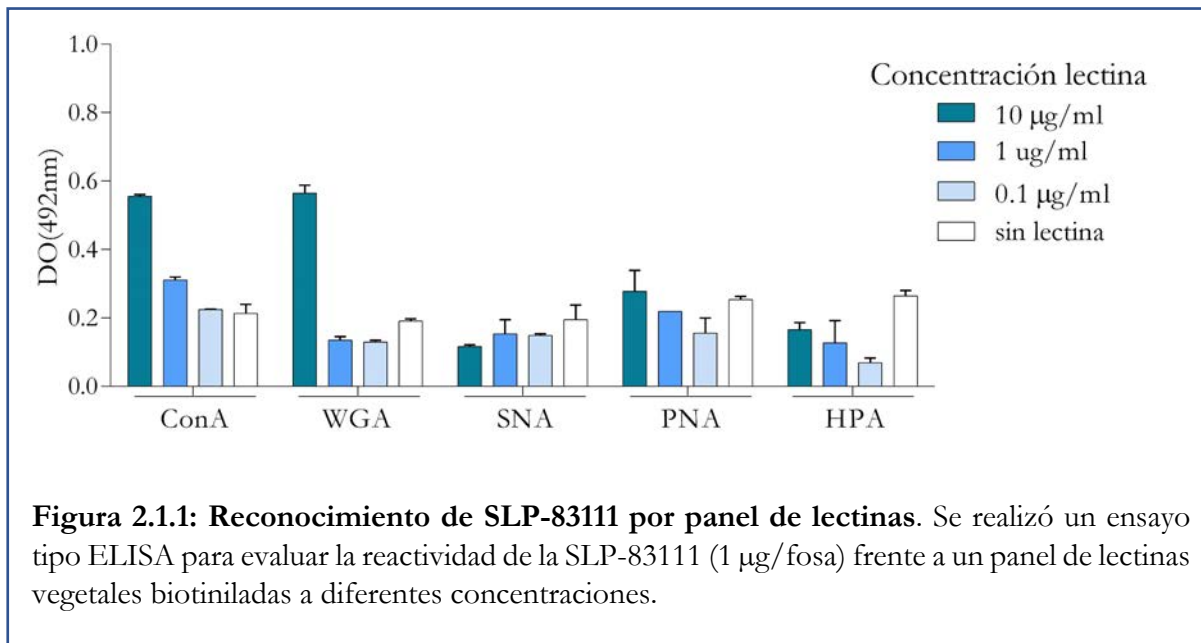 1.0
0.8
0.6
0.4
0.2
0.0
DO(492nm)
ConA WGA SNA PNA HPA
Concentración lectina
10 µg/ml
1 ug/ml
0.1 µg/ml
sin lectina
Figura 2.1.1: Reconocimiento de SLP-83111 por panel de lectinas. Se realizó un ensayo
tipo ELISA para evaluar la reactividad de la SLP-83111 (1 µg/fosa) frente a un panel de lectinas
vegetales biotiniladas a diferentes concentraciones.